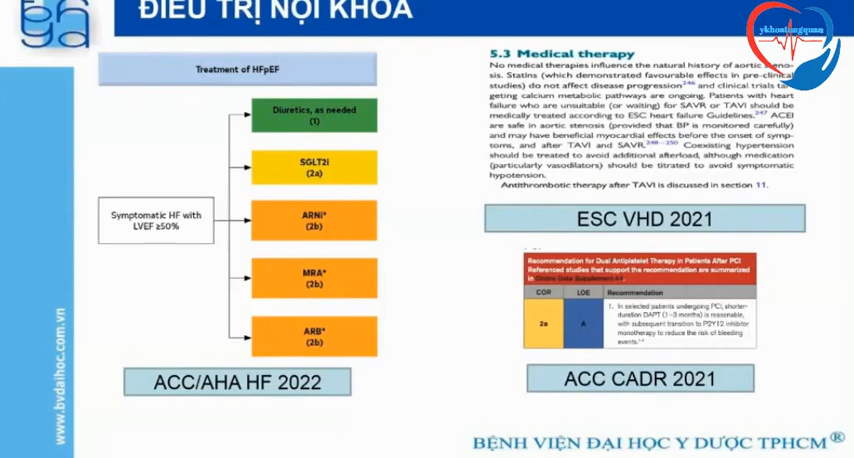 ĐIỀU TRỊ NỘI KHOA
ykhoatongquan
Treatment of HFpEF
Symptomatic HF with
LVEF ≥50%
Diuretics, as needed
(1)
SGLT2i
(2a)
ARNi*
(2b)
MRA*
(2b)
ARB*
(2b)
ACC/AHA HF 2022
5.3 Medical therapy
No medical therapies influence the natural history of aortic steno-
sis. Statins (which demonstrated favourable effects in pre-clinical
studies) do not affect disease progression246 and clinical trials tar-
geting calcium metabolic pathways are ongoing. Patients with heart
failure who are unsuitable (or waiting) for SAVR or TAVI should be
medically treated according to ESC heart failure Guidelines.247 ACEI
are safe in aortic stenosis (provided that BP is monitored carefully)
and may have beneficial myocardial effects before the onset of symp-
toms, and after TAVI and SAVR.248–250 Coexisting hypertension
should be treated to avoid additional afterload, although medication
(particularly vasodilators) should be titrated to avoid symptomatic
hypotension.
Antithrombotic therapy after TAVI is discussed in section 11.
ESC VHD 2021
Recommendation for Dual Antiplatelet Therapy in Patients After PCI
Referenced studies that support the recommendation are summarized
in Online Data Supplement
COR LOE Recommendation
2a A 1. In selected patients undergoing PCI, shorter-
duration DAPT (1–3 months) is reasonable,
with subsequent transition to P2Y12 inhibitor
monotherapy to reduce the risk of bleeding
events.
ACC CADR 2021
www.bvdaihoc.com.vn
BỆNH VIỆN ĐẠI HỌC Y DƯỢC TPHCM®